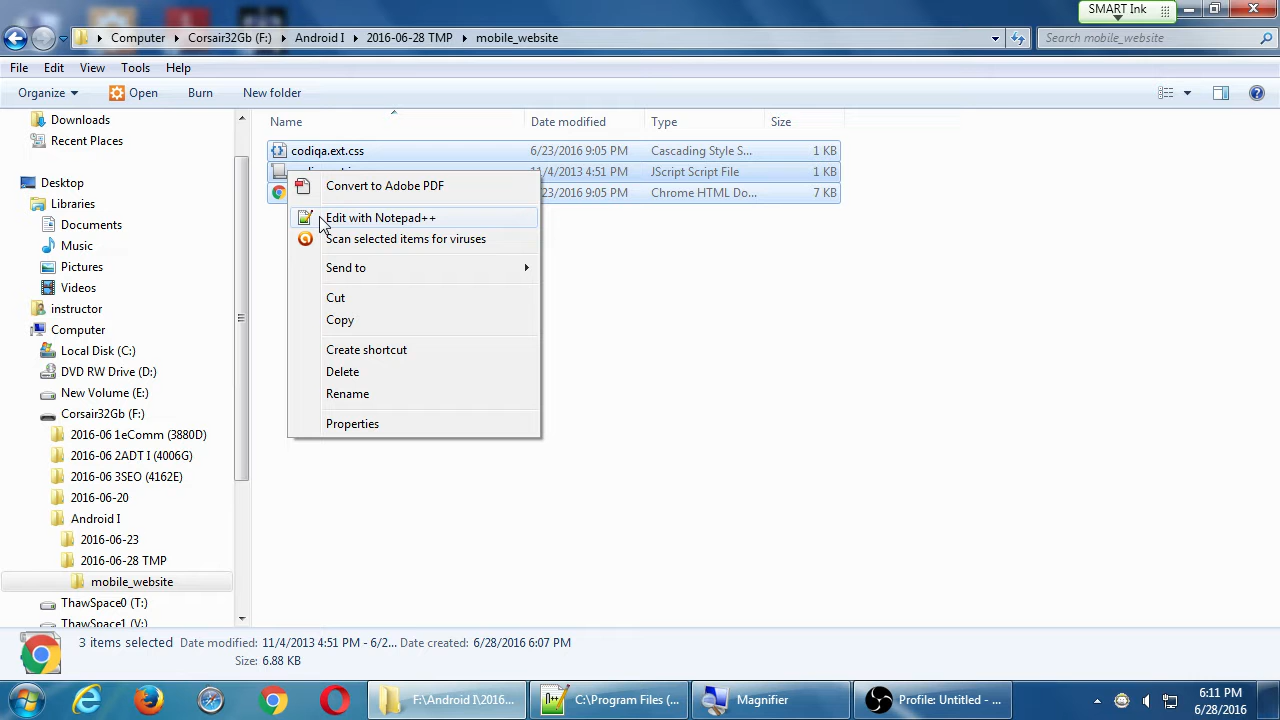 SMART Ink
Computer Corsair32Gb (F:) Android I 2016-06-28 TMP mobile_website
Search mobile_website
File Edit View Tools Help
Organize Open Burn New folder
Name Date modified Type Size
codiqa.ext.css 6/23/2016 9:05 PM Cascading Style S... 1 KB
11/4/2013 4:51 PM JScript Script File 1 KB
23/2016 9:05 PM Chrome HTML Do... 7 KB
Convert to Adobe PDF
Edit with Notepad++
Scan selected items for viruses
Send to
Cut
Copy
Create shortcut
Delete
Rename
Properties
Downloads
Recent Places
Desktop
Libraries
Documents
Music
Pictures
Videos
instructor
Computer
Local Disk (C:)
DVD RW Drive (D:)
New Volume (E:)
Corsair32Gb (F:)
2016-06 1eComm (3880D)
2016-06 2ADT I (4006G)
2016-06 3SEO (4162E)
2016-06-20
Android I
2016-06-23
2016-06-28 TMP
mobile_website
ThawSpace0 (T:)
ThawSpace1 (V:)
3 items selected Date modified: 11/4/2013 4:51 PM - 6/2... Date created: 6/28/2016 6:07 PM
Size: 6.88 KB
F:\Android I\2016... C:\Program Files (... Magnifier Profile: Untitled - ...
6:11 PM
6/28/2016